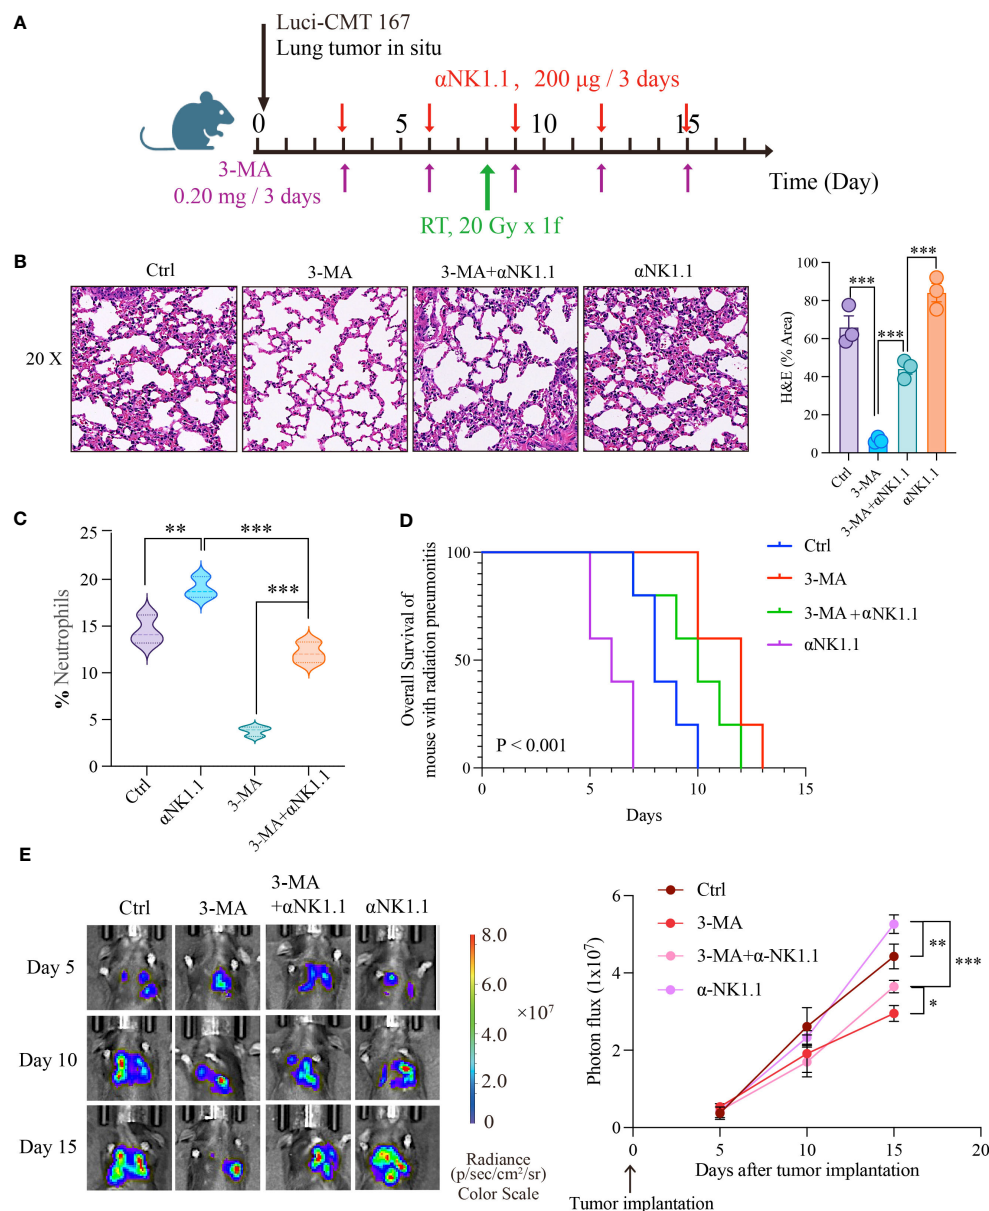 A
Luci-CMT 167
Lung tumor in situ
αNK1.1, 200 μg / 3 days
0 5 10 15
3-MA
0.20 mg / 3 days
Time (Day)
RT, 20 Gy x 1f
B
Ctrl 3-MA 3-MA+αNK1.1 αNK1.1
20 X
H&E (% Area)
100
80
60
40
20
0
*** *** ***
Ctrl 3-MA 3-MA+αNK1.1 αNK1.1
C
% Neutrophils
25
20
15
10
5
0
** *** ***
Ctrl αNK1.1 3-MA 3-MA+αNK1.1
D
Overall Survival of
mouse with radiation pneumonitis
100
50
0
P < 0.001
0 5 10 15
Days
Ctrl
3-MA
3-MA +αNK1.1
αNK1.1
E
Ctrl 3-MA 3-MA
+αNK1.1 αNK1.1
Day 5
Day 10
Day 15
8.0
6.0
×10⁷
4.0
2.0
0
Radiance
(p/sec/cm²/sr)
Color Scale
Photon flux (1x10⁷)
6
4
2
0
Ctrl
3-MA
3-MA+α-NK1.1
α-NK1.1
** *** *
0 5 10 15 20
Days after tumor implantation
Tumor implantation